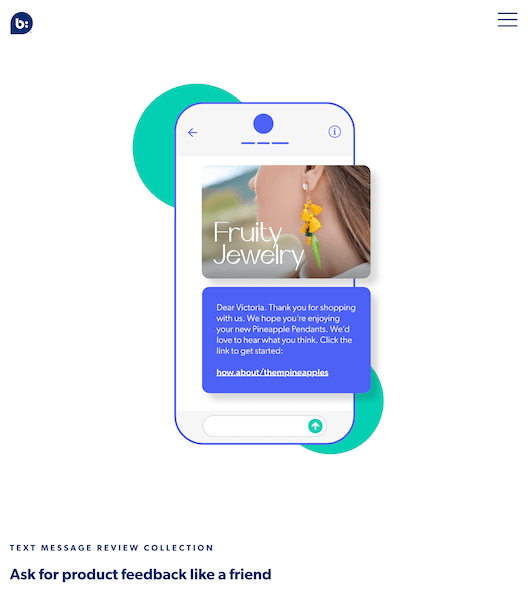 b:
Fruity
Jewelry
Dear Victoria. Thank you for shopping
with us. We hope you're enjoying
your new Pineapple Pendants. We'd
love to hear what you think. Click the
link to get started:
how.about/thempineapples
TEXT MESSAGE REVIEW COLLECTION
Ask for product feedback like a friend